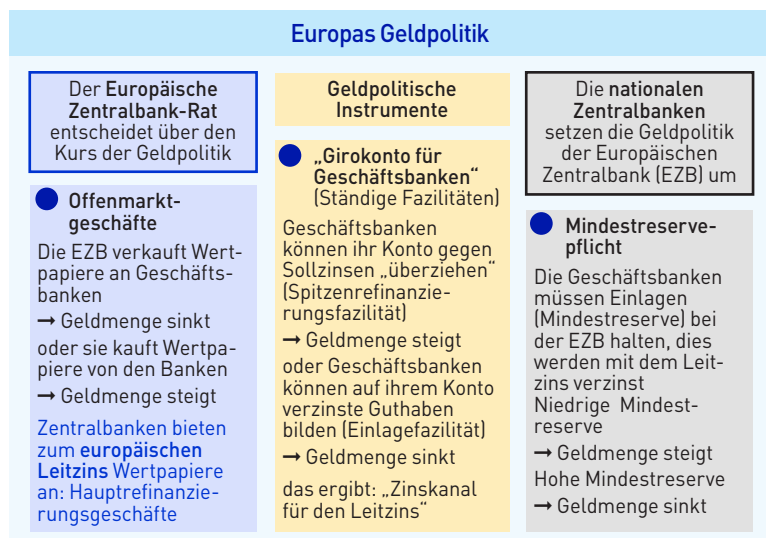 Europas Geldpolitik
Der Europäische
Zentralbank-Rat
entscheidet über den
Kurs der Geldpolitik
Offenmarkt-
geschäfte
Die EZB verkauft Wert-
papiere an Geschäfts-
banken
→ Geldmenge sinkt
oder sie kauft Wertpa-
piere von den Banken
→ Geldmenge steigt
Zentralbanken bieten
zum europäischen
Leitzins Wertpapiere
an: Hauptrefinanzie-
rungsgeschäfte
Geldpolitische
Instrumente
„Girokonto für
Geschäftsbanken“
(Ständige Fazilitäten)
Geschäftsbanken
können ihr Konto gegen
Sollzinsen „überziehen“
(Spitzenrefinanzie-
rungsfazilität)
→ Geldmenge steigt
oder Geschäftsbanken
können auf ihrem Konto
verzinste Guthaben
bilden (Einlagefazilität)
→ Geldmenge sinkt
das ergibt: „Zinskanal
für den Leitzins“
Die nationalen
Zentralbanken
setzen die Geldpolitik
der Europäischen
Zentralbank (EZB) um
Mindestreserve-
pflicht
Die Geschäftsbanken
müssen Einlagen
(Mindestreserve) bei
der EZB halten, dies
werden mit dem Leit-
zins verzinst
Niedrige Mindest-
reserve
→ Geldmenge steigt
Hohe Mindestreserve
→ Geldmenge sinkt